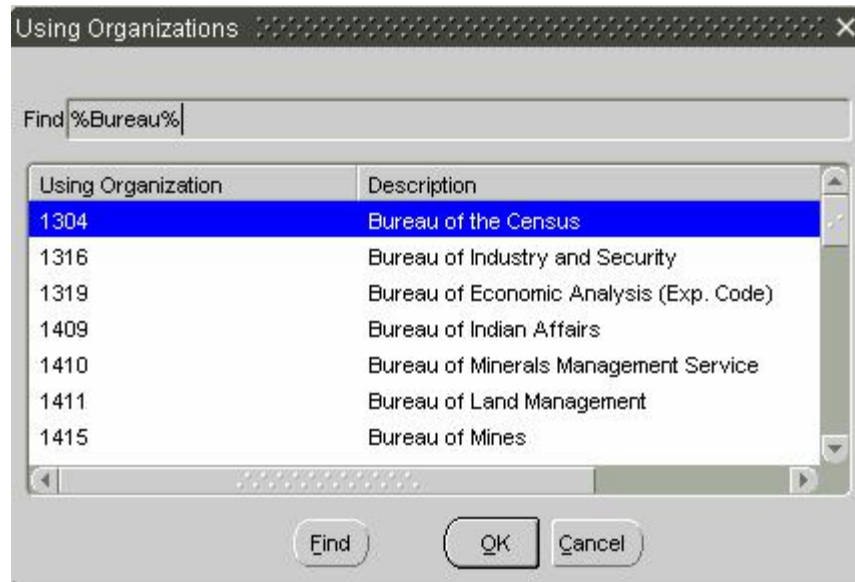 Using Organizations
Find %Bureau%
Using Organization Description
1304 Bureau of the Census
1316 Bureau of Industry and Security
1319 Bureau of Economic Analysis (Exp. Code)
1409 Bureau of Indian Affairs
1410 Bureau of Minerals Management Service
1411 Bureau of Land Management
1415 Bureau of Mines
Find OK Cancel